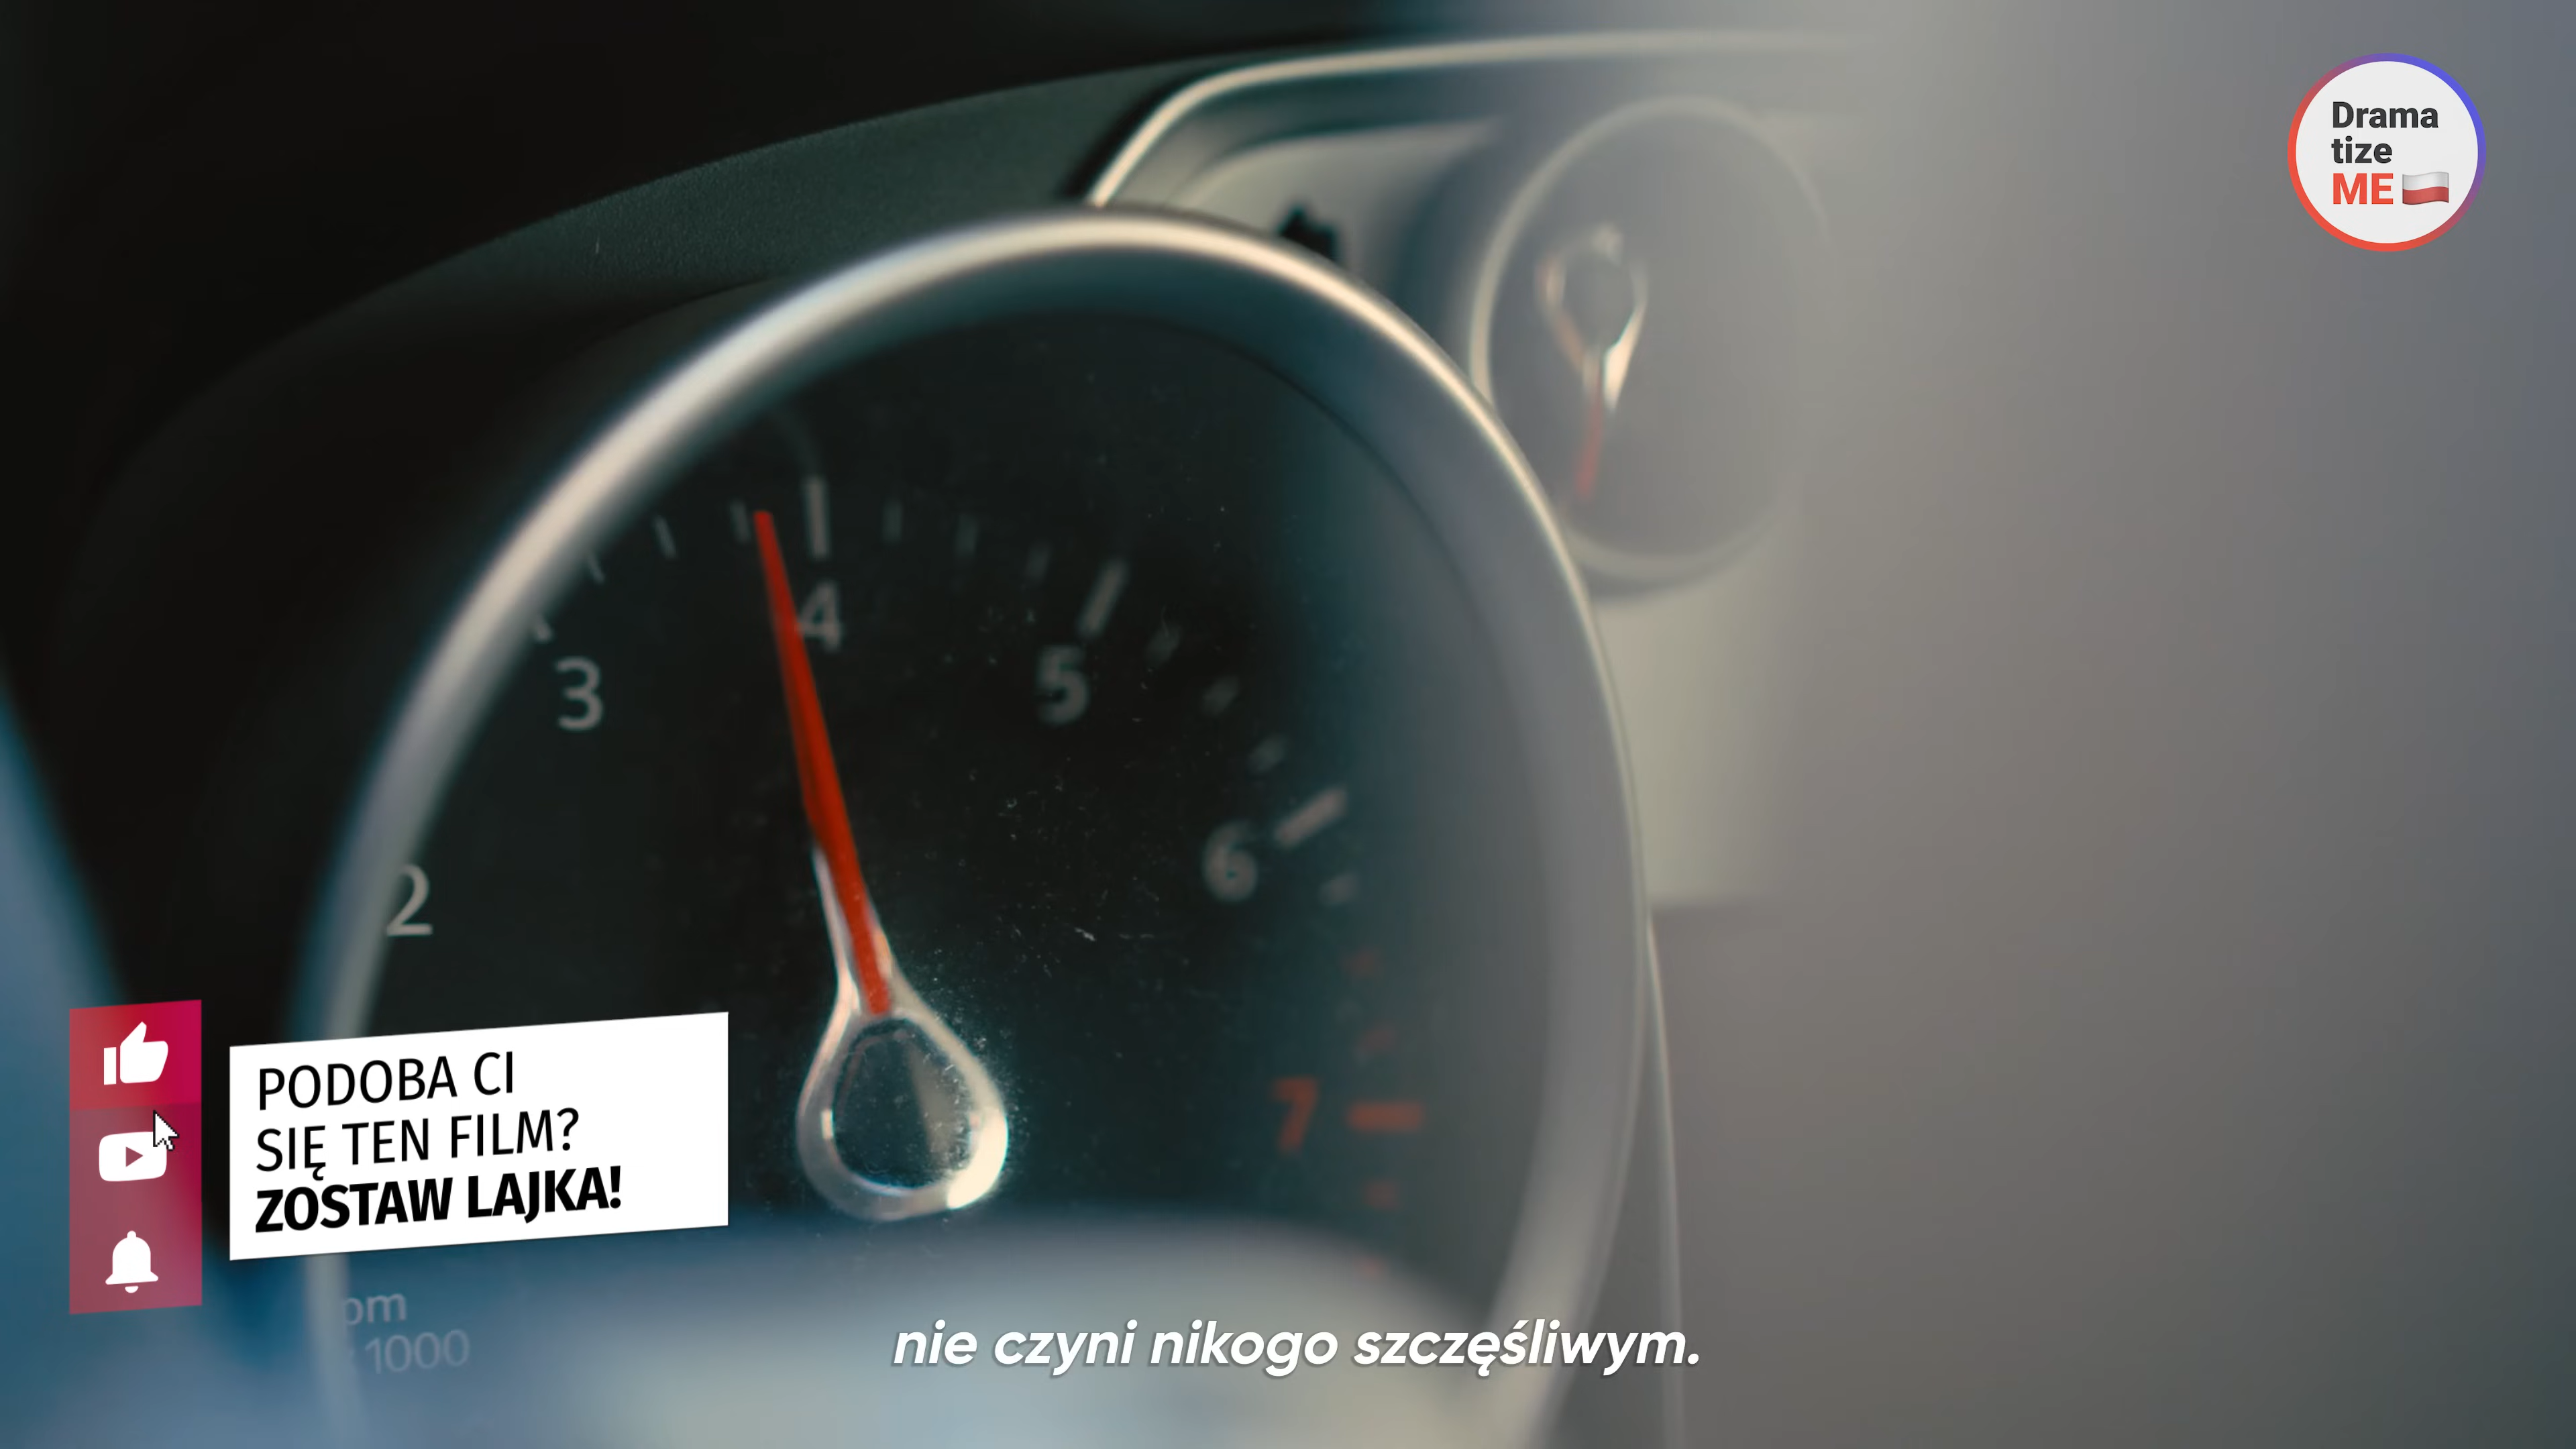 Drama
tize
ME
4
3
5
2
6
7
PODOBA CI
SIĘ TEN FILM?
ZOSTAW LAJKA!
1000
nie czyni nikogo szczęśliwym.